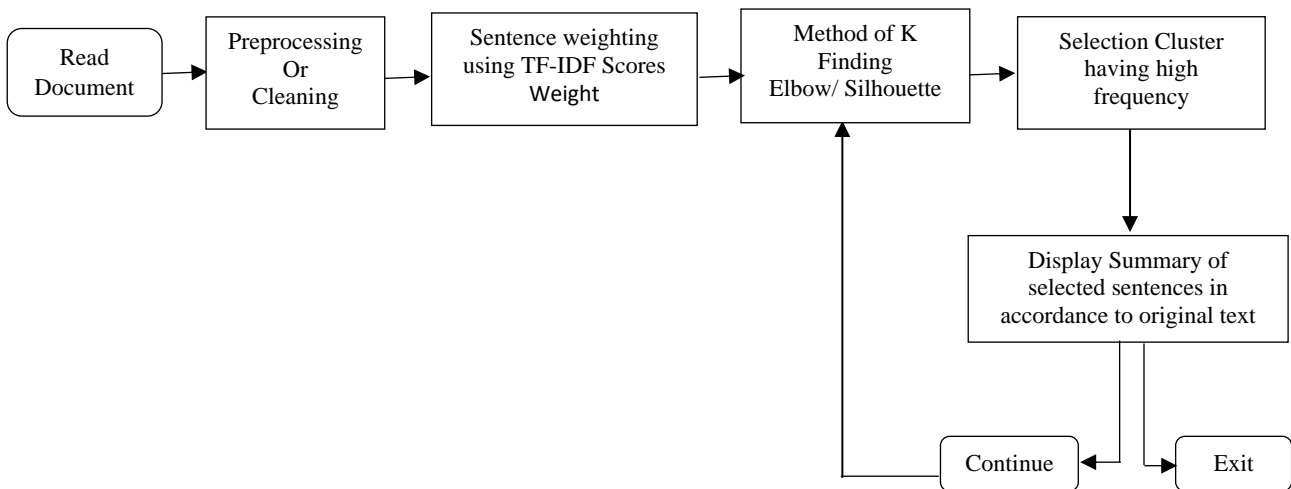 Read
Document
Preprocessing
Or
Cleaning
Sentence weighting
using TF-IDF Scores
Weight
Method of K
Finding
Elbow/ Silhouette
Selection Cluster
having high
frequency
Display Summary of
selected sentences in
accordance to original text
Continue
Exit